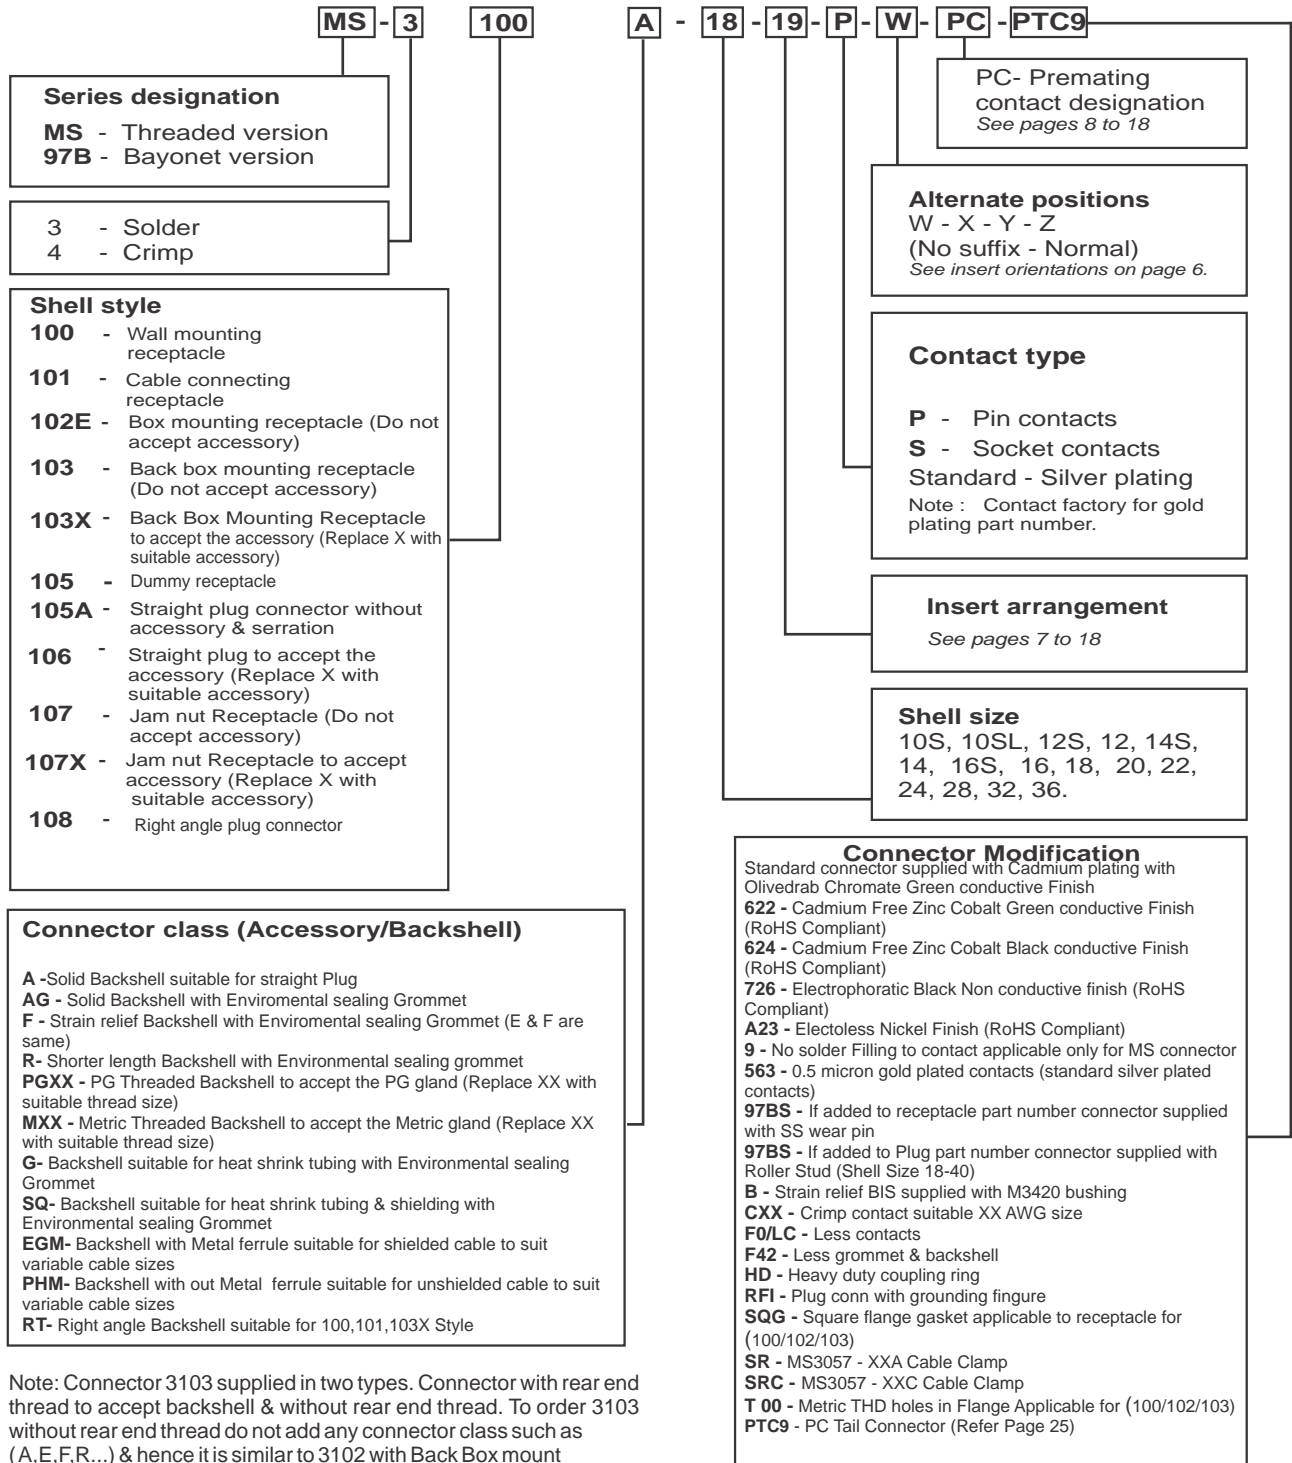 MS - 3 100 A - 18 - 19 - P - W - PC - PTC9
Series designation
MS - Threaded version
97B - Bayonet version
3 - Solder
4 - Crimp
Shell style
100 - Wall mounting
receptacle
101 - Cable connecting
receptacle
102E - Box mounting receptacle (Do not
accept accessory)
103 - Back box mounting receptacle
(Do not accept accessory)
103X - Back Box Mounting Receptacle
to accept the accessory (Replace X with
suitable accessory)
105 - Dummy receptacle
105A - Straight plug connector without
accessory & serration
106 - Straight plug to accept the
accessory (Replace X with
suitable accessory)
107 - Jam nut Receptacle (Do not
accept accessory)
107X - Jam nut Receptacle to accept
accessory (Replace X with
suitable accessory)
108 - Right angle plug connector
Connector class (Accessory/Backshell)
A -Solid Backshell suitable for straight Plug
AG - Solid Backshell with Enviromental sealing Grommet
F - Strain relief Backshell with Enviromental sealing Grommet (E & F are
same)
R- Shorter length Backshell with Environmental sealing grommet
PGXX - PG Threaded Backshell to accept the PG gland (Replace XX with
suitable thread size)
MXX - Metric Threaded Backshell to accept the Metric gland (Replace XX
with suitable thread size)
G- Backshell suitable for heat shrink tubing with Environmental sealing
Grommet
SQ- Backshell suitable for heat shrink tubing & shielding with
Environmental sealing Grommet
EGM- Backshell with Metal ferrule suitable for shielded cable to suit
variable cable sizes
PHM- Backshell with out Metal ferrule suitable for unshielded cable to suit
variable cable sizes
RT- Right angle Backshell suitable for 100,101,103X Style
Note: Connector 3103 supplied in two types. Connector with rear end
thread to accept backshell & without rear end thread. To order 3103
without rear end thread do not add any connector class such as
(A,E,F,R...) & hence it is similar to 3102 with Back Box mount
PC- Premating
contact designation
See pages 8 to 18
Alternate positions
W - X - Y - Z
(No suffix - Normal)
See insert orientations on page 6.
Contact type
P - Pin contacts
S - Socket contacts
Standard - Silver plating
Note : Contact factory for gold
plating part number.
Insert arrangement
See pages 7 to 18
Shell size
10S, 10SL, 12S, 12, 14S,
14, 16S, 16, 18, 20, 22,
24, 28, 32, 36.
Connector Modification
Standard connector supplied with Cadmium plating with
Olivedrab Chromate Green conductive Finish
622 - Cadmium Free Zinc Cobalt Green conductive Finish
(RoHS Compliant)
624 - Cadmium Free Zinc Cobalt Black conductive Finish
(RoHS Compliant)
726 - Electrophoratic Black Non conductive finish (RoHS
Compliant)
A23 - Electoless Nickel Finish (RoHS Compliant)
9 - No solder Filling to contact applicable only for MS connector
563 - 0.5 micron gold plated contacts (standard silver plated
contacts)
97BS - If added to receptacle part number connector supplied
with SS wear pin
97BS - If added to Plug part number connector supplied with
Roller Stud (Shell Size 18-40)
B - Strain relief BIS supplied with M3420 bushing
CXX - Crimp contact suitable XX AWG size
F0/LC - Less contacts
F42 - Less grommet & backshell
HD - Heavy duty coupling ring
RFI - Plug conn with grounding fingure
SQG - Square flange gasket applicable to receptacle for
(100/102/103)
SR - MS3057 - XXA Cable Clamp
SRC - MS3057 - XXC Cable Clamp
T 00 - Metric THD holes in Flange Applicable for (100/102/103)
PTC9 - PC Tail Connector (Refer Page 25)